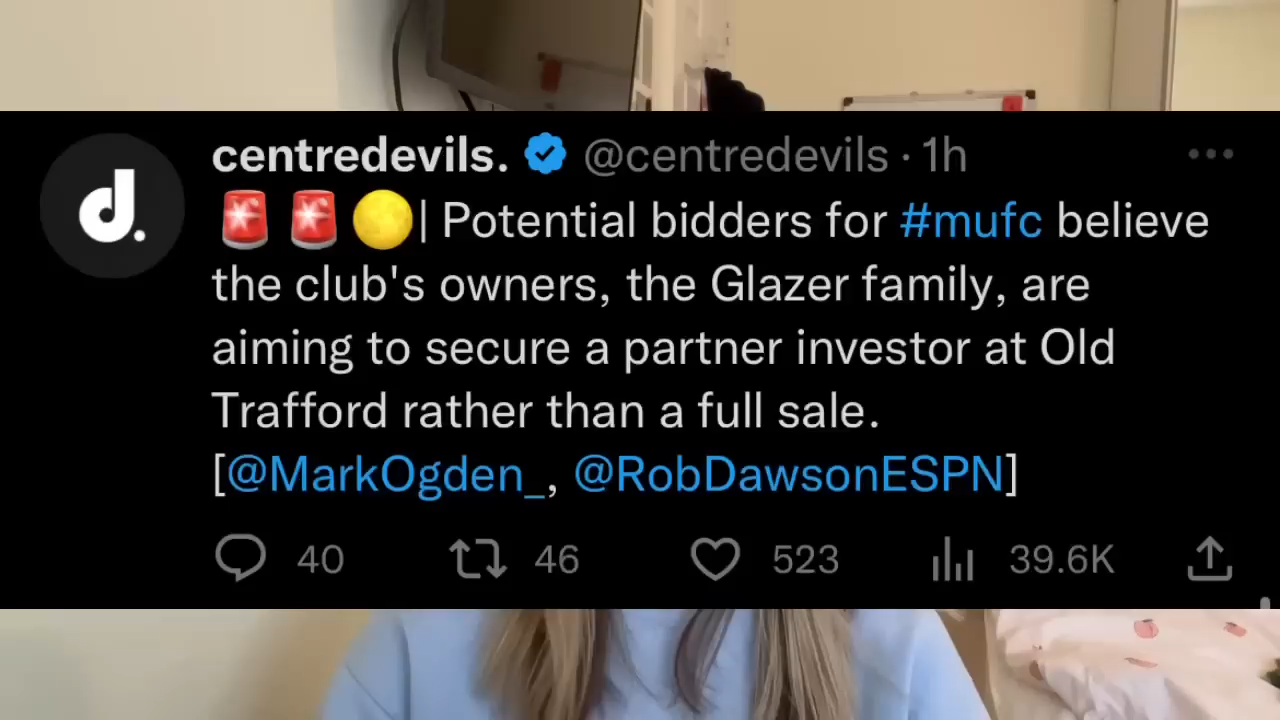 d.
centredevils. @centredevils · 1h
🚨🚨🌕| Potential bidders for #mufc believe
the club's owners, the Glazer family, are
aiming to secure a partner investor at Old
Trafford rather than a full sale.
[@MarkOgden_, @RobDawsonESPN]
40 46 523 39.6K